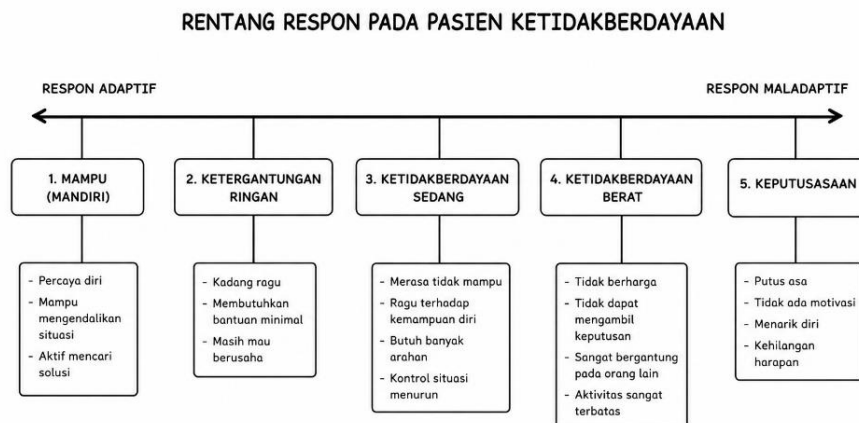 RENTANG RESPON PADA PASIEN KETIDAKBERDAYAAN
RESPON ADAPTIF
RESPON MALADAPTIF
1. MAMPU
(MANDIRI)
2. KETERGANTUNGAN
RINGAN
3. KETIDAKBERDAYAAN
SEDANG
4. KETIDAKBERDAYAAN
BERAT
5. KEPUTUSASAAN
- Percaya diri
- Mampu
mengendalikan
situasi
- Aktif mencari
solusi
- Kadang ragu
- Membutuhkan
bantuan minimal
- Masih mau
berusaha
- Merasa tidak mampu
- Ragu terhadap
kemampuan diri
- Butuh banyak
arahan
- Kontrol situasi
menurun
- Tidak berharga
- Tidak dapat
mengambil
keputusan
- Sangat bergantung
pada orang lain
- Aktivitas sangat
terbatas
- Putus asa
- Tidak ada motivasi
- Menarik diri
- Kehilangan
harapan